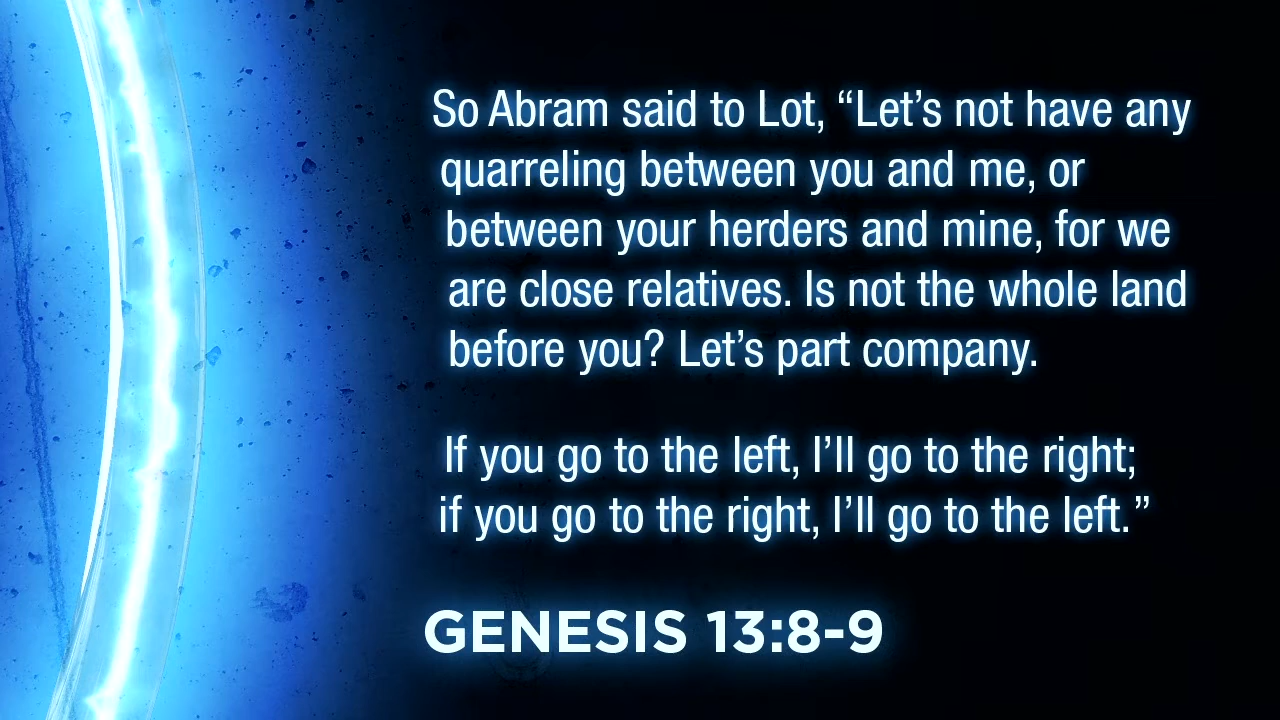 So Abram said to Lot, “Let’s not have any
quarreling between you and me, or
between your herders and mine, for we
are close relatives. Is not the whole land
before you? Let’s part company.
If you go to the left, I’ll go to the right;
if you go to the right, I’ll go to the left.”
GENESIS 13:8-9